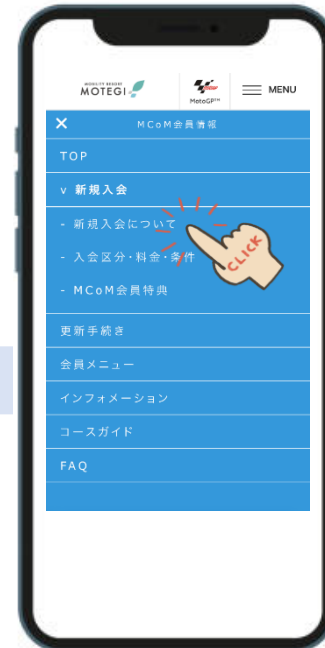 MOBILITY RESORT
MOTEGI
MotoGP™
MENU
× MCoM会員情報
TOP
v 新規入会
- 新規入会について
- 入会区分・料金・条件
- MCoM会員特典
CLICK
更新手続き
会員メニュー
インフォメーション
コースガイド
FAQ